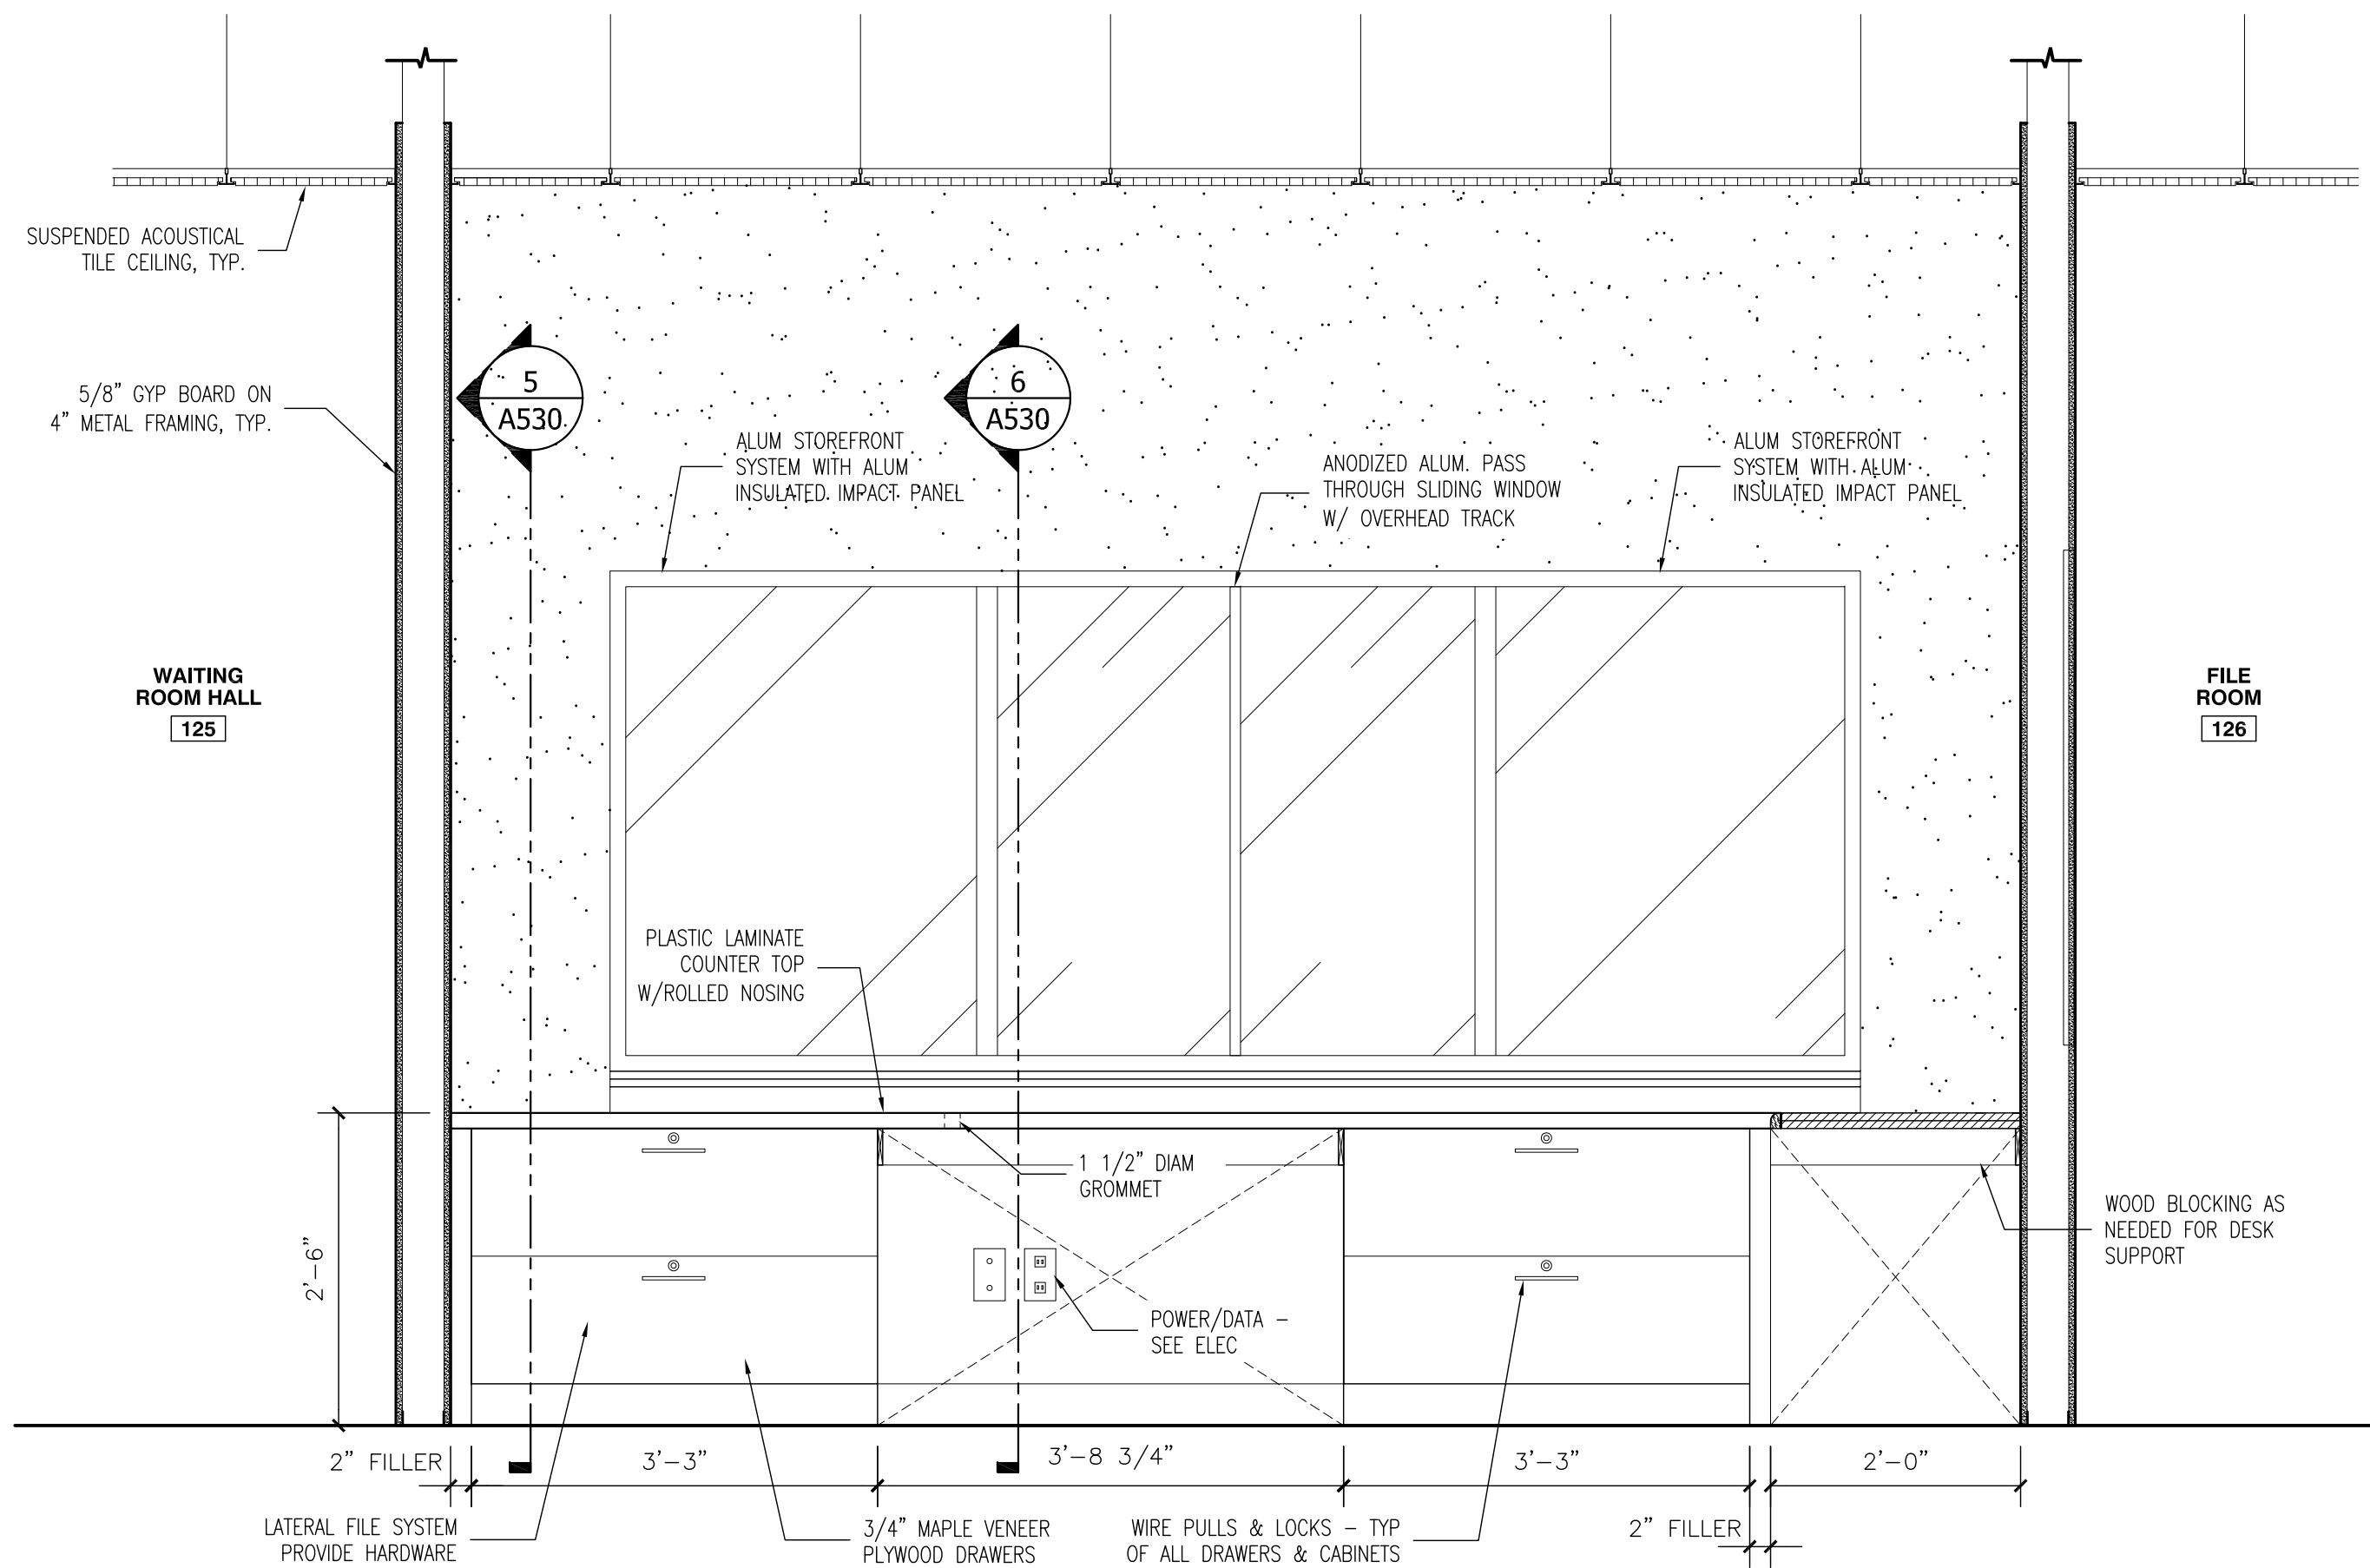 SUSPENDED ACOUSTICAL
TILE CEILING, TYP.
5/8” GYP BOARD ON
4” METAL FRAMING, TYP.
5
A530
6
A530
ALUM STOREFRONT
SYSTEM WITH ALUM
INSULATED IMPACT PANEL
ANODIZED ALUM. PASS
THROUGH SLIDING WINDOW
W/ OVERHEAD TRACK
ALUM STOREFRONT
SYSTEM WITH ALUM
INSULATED IMPACT PANEL
WAITING
ROOM HALL
125
FILE
ROOM
126
PLASTIC LAMINATE
COUNTER TOP
W/ROLLED NOSING
1 1/2” DIAM
GROMMET
WOOD BLOCKING AS
NEEDED FOR DESK
SUPPORT
2’-6”
POWER/DATA –
SEE ELEC
2” FILLER
3’-3”
3’-8 3/4”
3’-3”
2’-0”
LATERAL FILE SYSTEM
PROVIDE HARDWARE
3/4” MAPLE VENEER
PLYWOOD DRAWERS
WIRE PULLS & LOCKS – TYP
OF ALL DRAWERS & CABINETS
2” FILLER